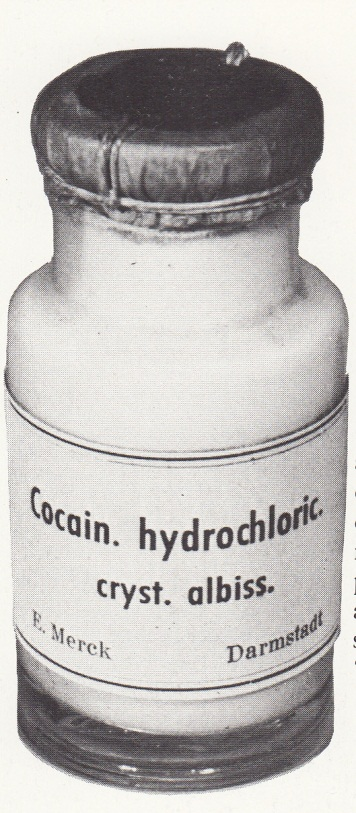 Cocain. hydrochloric.
cryst. albiss.
E. Merck
Darmstadt